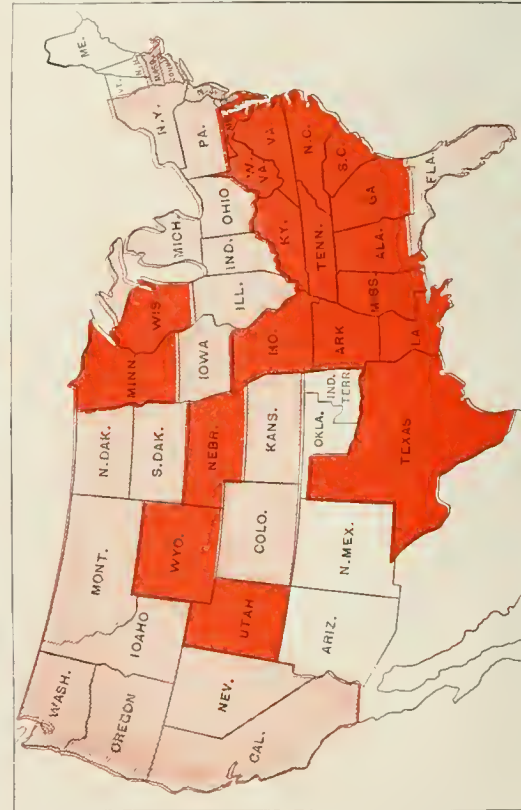 WASH.
OREGON
CAL.
NEV.
IDAHO
MONT.
WYO.
UTAH
ARIZ.
N.MEX.
COLO.
N.DAK.
S.DAK.
NEBR.
KANS.
OKLA.
IND.
TERR.
TEXAS
MINN.
IOWA
MO.
ARK
LA
WIS
ILL.
MICH.
IND.
OHIO
KY.
TENN.
MISS
ALA.
GA
FLA.
S.C.
N.C.
VA
W.
VA
PA.
N.Y.
VT.
N.H.
MASS
CONN
ME.